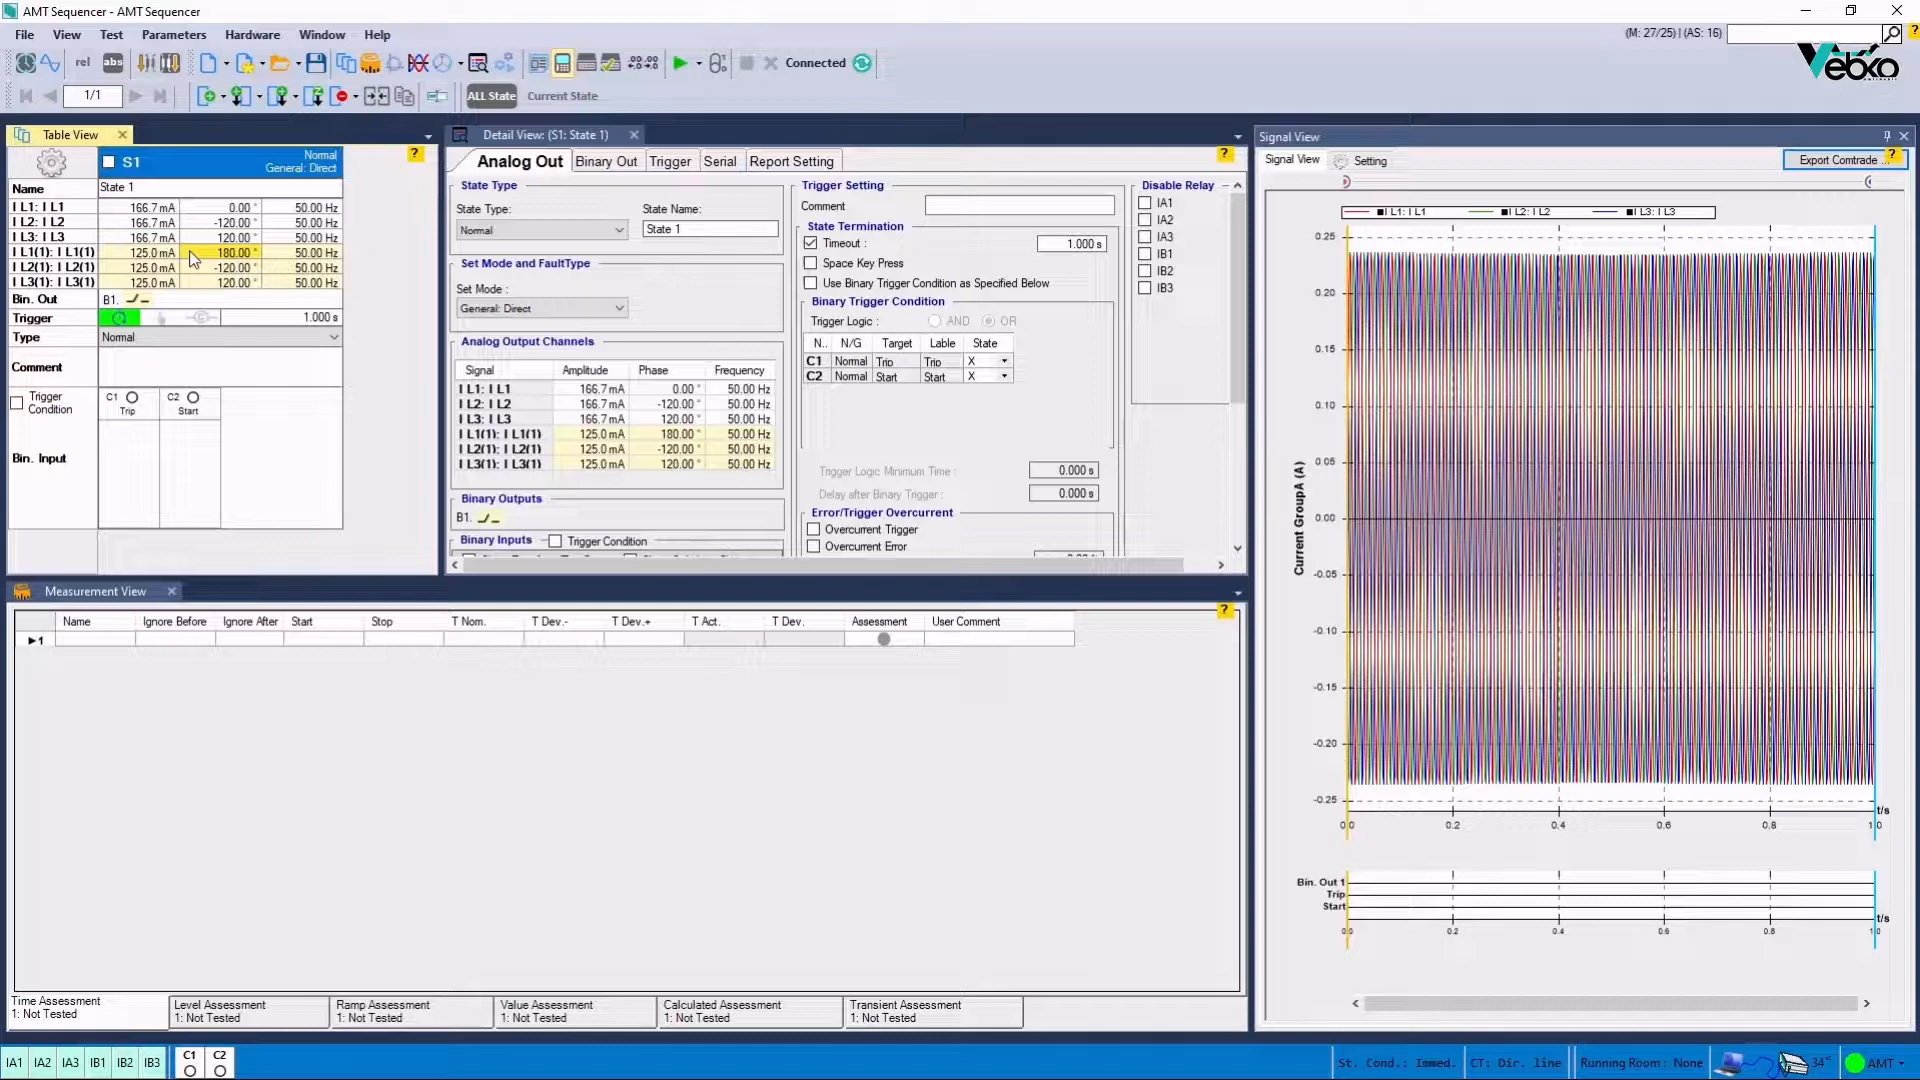 AMT Sequencer - AMT Sequencer
File View Test Parameters Hardware Window Help
(M: 27/25) | (AS: 16)
Vebko
rel abs Connected
1/1 ALL State Current State
Table View
S1 Normal
General: Direct
Name State 1
I L1: I L1 166.7 mA 0.00 ° 50.00 Hz
I L2: I L2 166.7 mA -120.00 ° 50.00 Hz
I L3: I L3 166.7 mA 120.00 ° 50.00 Hz
I L1(1): I L1(1) 125.0 mA 180.00 ° 50.00 Hz
I L2(1): I L2(1) 125.0 mA -120.00 ° 50.00 Hz
I L3(1): I L3(1) 125.0 mA 120.00 ° 50.00 Hz
Bin. Out B1.
Trigger 1.000 s
Type Normal
Comment
Trigger Condition C1 Trip C2 Start
Bin. Input
Detail View: (S1: State 1)
Analog Out Binary Out Trigger Serial Report Setting
State Type
State Type: State Name:
Normal State 1
Set Mode and FaultType
Set Mode :
General: Direct
Analog Output Channels
Signal Amplitude Phase Frequency
I L1: I L1 166.7 mA 0.00 ° 50.00 Hz
I L2: I L2 166.7 mA -120.00 ° 50.00 Hz
I L3: I L3 166.7 mA 120.00 ° 50.00 Hz
I L1(1): I L1(1) 125.0 mA 180.00 ° 50.00 Hz
I L2(1): I L2(1) 125.0 mA -120.00 ° 50.00 Hz
I L3(1): I L3(1) 125.0 mA 120.00 ° 50.00 Hz
Binary Outputs
B1.
Binary Inputs Trigger Condition
Trigger Setting
Comment
State Termination
Timeout : 1.000 s
Space Key Press
Use Binary Trigger Condition as Specified Below
Binary Trigger Condition
Trigger Logic : AND OR
N.. N/G Target Lable State
C1 Normal Trip Trip X
C2 Normal Start Start X
Trigger Logic Minimum Time : 0.000 s
Delay after Binary Trigger : 0.000 s
Error/Trigger Overcurrent
Overcurrent Trigger
Overcurrent Error
Disable Relay
IA1
IA2
IA3
IB1
IB2
IB3
Signal View
Signal View Setting Export Comtrade ...
I L1: I L1 I L2: I L2 I L3: I L3
Current GroupA (A)
0.25
0.20
0.15
0.10
0.05
0.00
-0.05
-0.10
-0.15
-0.20
-0.25
t/s
0.0 0.2 0.4 0.6 0.8 1.0
Bin. Out 1
Trip
Start
t/s
0.0 0.2 0.4 0.6 0.8 1.0
Measurement View
Name Ignore Before Ignore After Start Stop T Nom. T Dev.- T Dev.+ T Act. T Dev. Assessment User Comment
1
Time Assessment
1: Not Tested
Level Assessment
1: Not Tested
Ramp Assessment
1: Not Tested
Value Assessment
1: Not Tested
Calculated Assessment
1: Not Tested
Transient Assessment
1: Not Tested
IA1 IA2 IA3 IB1 IB2 IB3 C1 C2
St. Cond.: Immed. CT: Dir. line Running Room : None 34° AMT